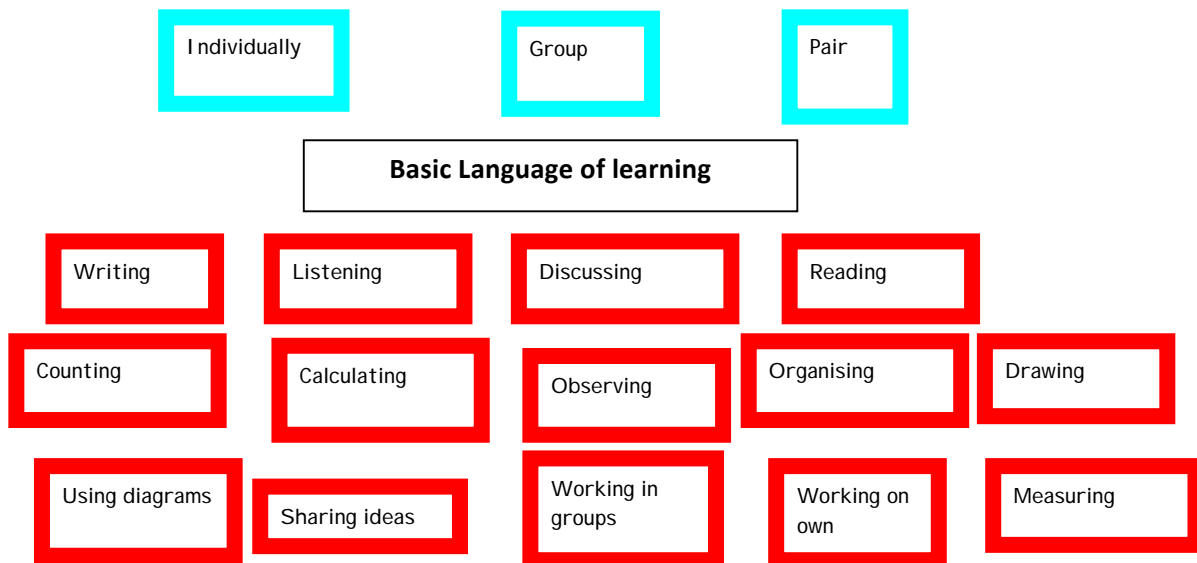 Individually
Group
Pair
Basic Language of learning
Writing
Listening
Discussing
Reading
Counting
Calculating
Observing
Organising
Drawing
Using diagrams
Sharing ideas
Working in
groups
Working on
own
Measuring